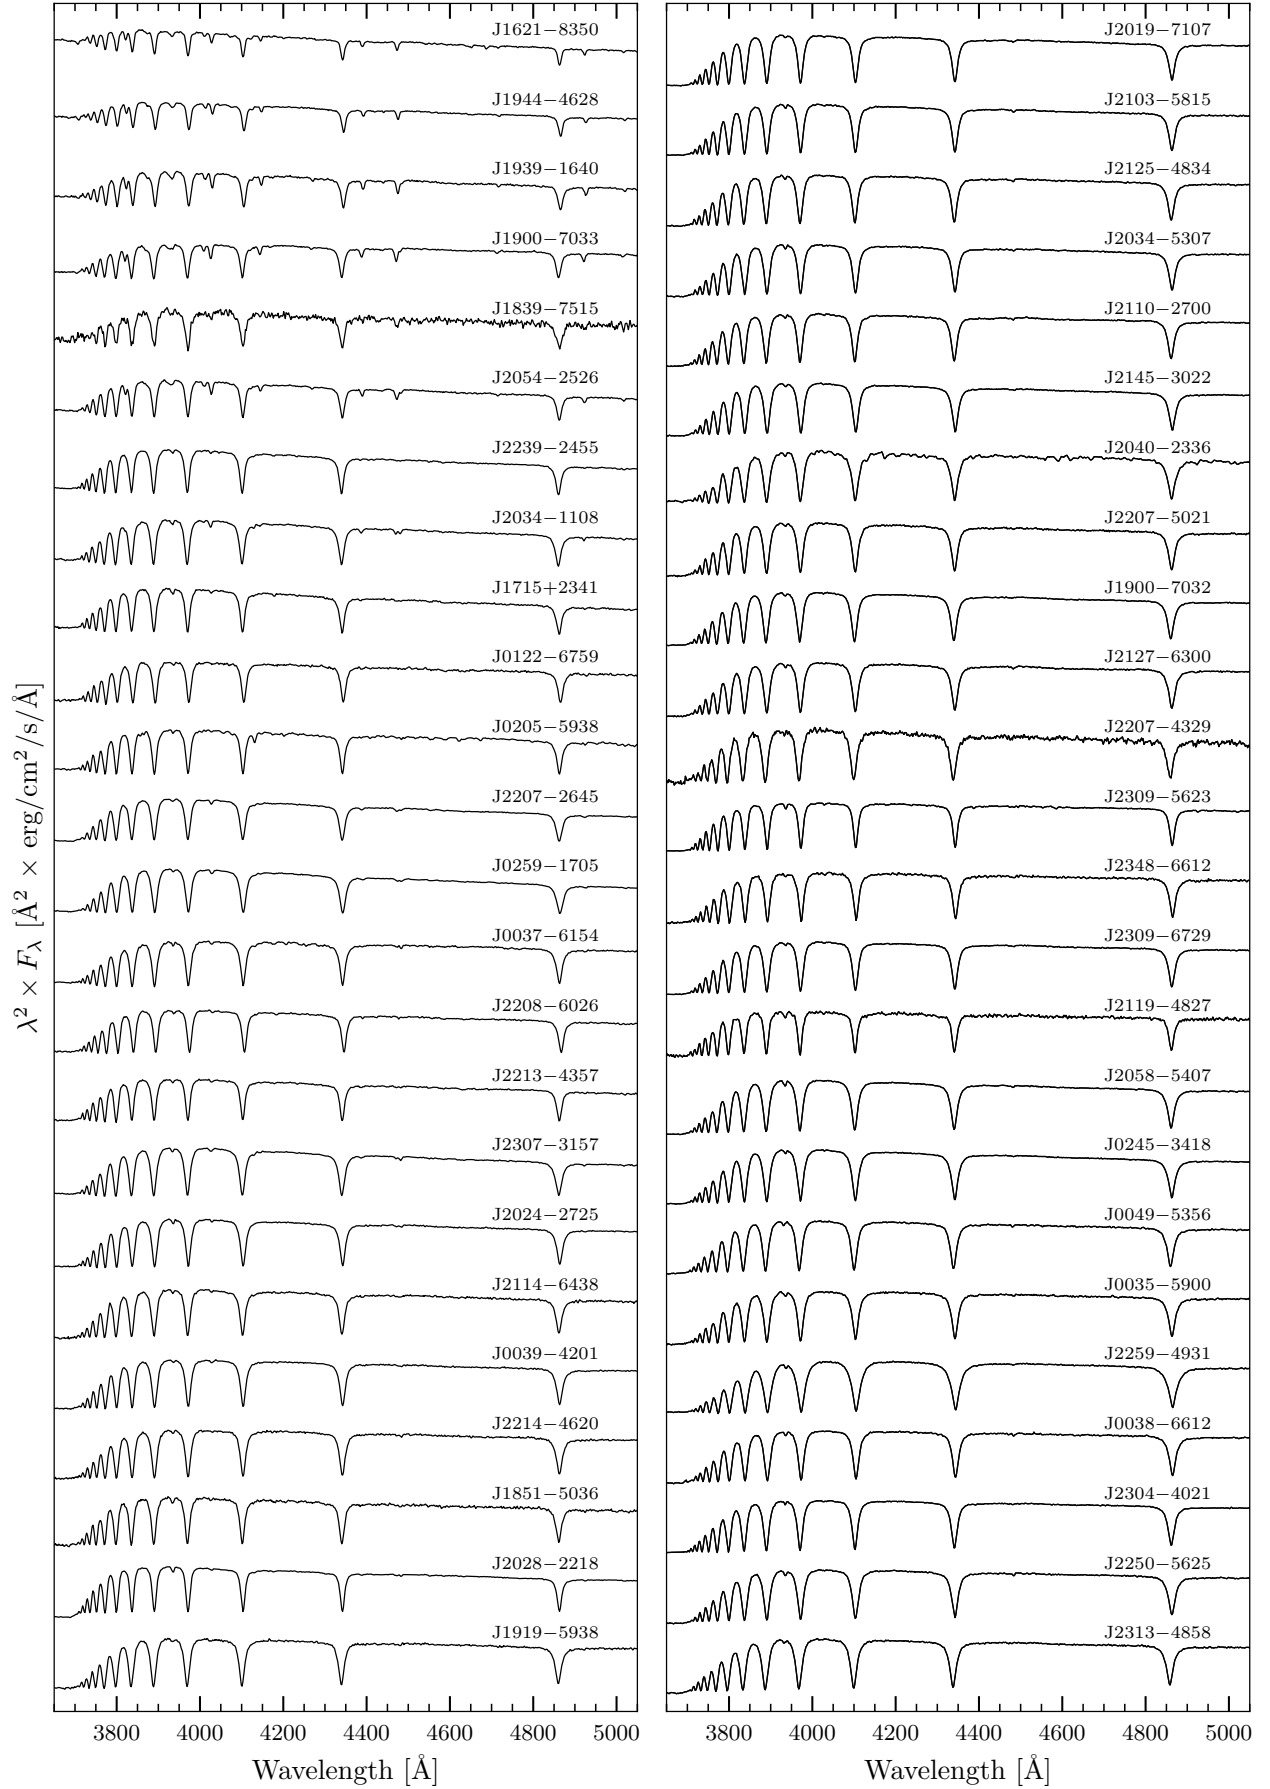 J1621−8350
J1944−4628
J1939−1640
J1900−7033
J1839−7515
J2054−2526
J2239−2455
J2034−1108
J1715+2341
J0122−6759
J0205−5938
J2207−2645
J0259−1705
J0037−6154
J2208−6026
J2213−4357
J2307−3157
J2024−2725
J2114−6438
J0039−4201
J2214−4620
J1851−5036
J2028−2218
J1919−5938
J2019−7107
J2103−5815
J2125−4834
J2034−5307
J2110−2700
J2145−3022
J2040−2336
J2207−5021
J1900−7032
J2127−6300
J2207−4329
J2309−5623
J2348−6612
J2309−6729
J2119−4827
J2058−5407
J0245−3418
J0049−5356
J0035−5900
J2259−4931
J0038−6612
J2304−4021
J2250−5625
J2313−4858
λ² × F_λ [Å² × erg/cm²/s/Å]
3800 4000 4200 4400 4600 4800 5000
3800 4000 4200 4400 4600 4800 5000
Wavelength [Å]
Wavelength [Å]